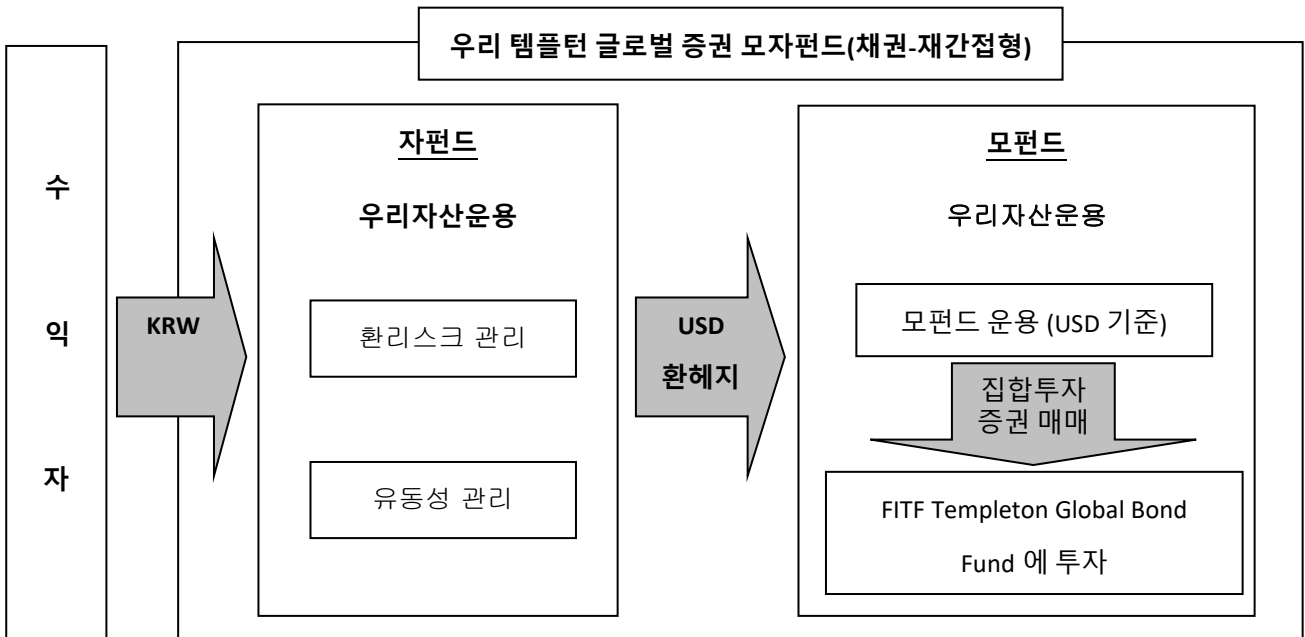 우리 템플턴 글로벌 증권 모자펀드(채권-재간접형)
수
익
자
KRW
자펀드
우리자산운용
환리스크 관리
유동성 관리
USD
환헤지
모펀드
우리자산운용
모펀드 운용 (USD 기준)
집합투자
증권 매매
FITF Templeton Global Bond
Fund 에 투자